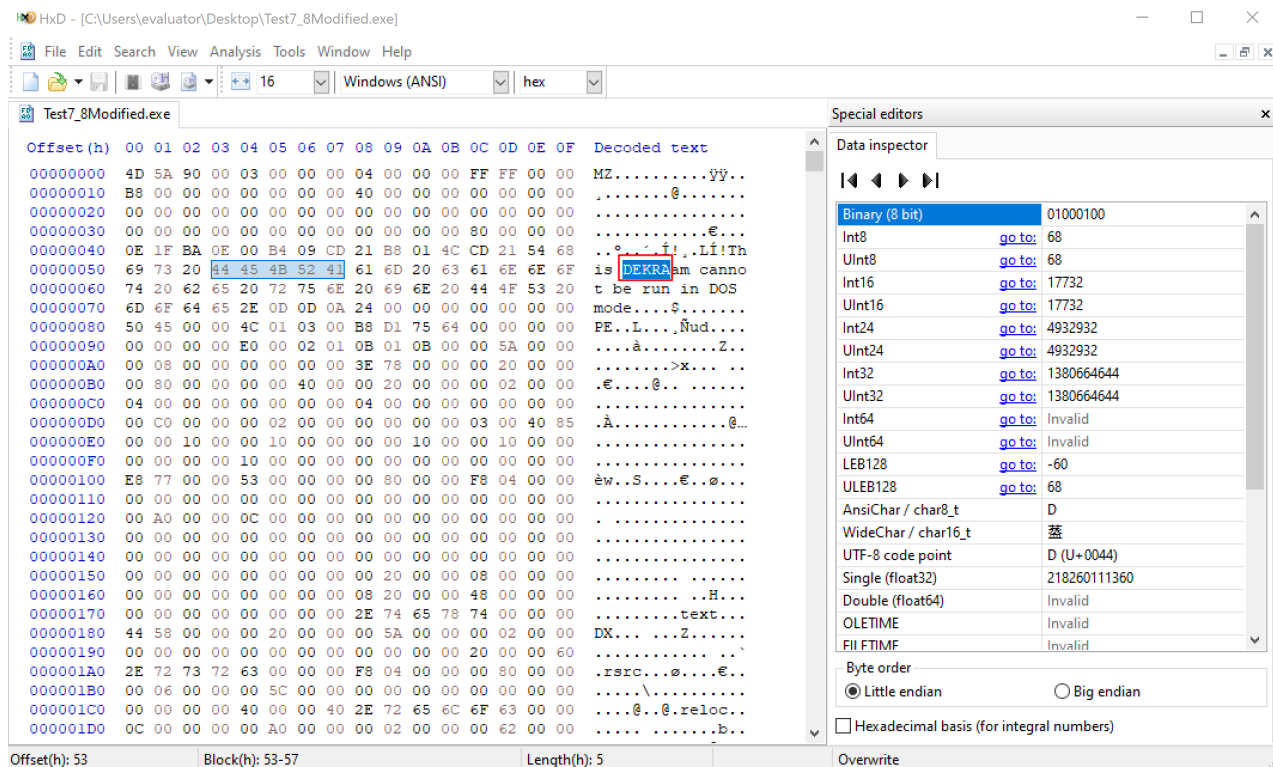 HxD - [C:\Users\evaluator\Desktop\Test7_8Modified.exe]
File Edit Search View Analysis Tools Window Help
16 Windows (ANSI) hex
Test7_8Modified.exe
Offset(h) 00 01 02 03 04 05 06 07 08 09 0A 0B 0C 0D 0E 0F Decoded text
00000000 4D 5A 90 00 03 00 00 00 04 00 00 00 FF FF 00 00 MZ..........ÿÿ..
00000010 B8 00 00 00 00 00 00 00 40 00 00 00 00 00 00 00 ¸.......@.......
00000020 00 00 00 00 00 00 00 00 00 00 00 00 00 00 00 00 ................
00000030 00 00 00 00 00 00 00 00 00 00 00 00 80 00 00 00 ............€...
00000040 0E 1F BA 0E 00 B4 09 CD 21 B8 01 4C CD 21 54 68 ..º..´.Í!¸.LÍ!Th
00000050 69 73 20 44 45 4B 52 41 61 6D 20 63 61 6E 6E 6F is DEKRAam canno
00000060 74 20 62 65 20 72 75 6E 20 69 6E 20 44 4F 53 20 t be run in DOS
00000070 6D 6F 64 65 2E 0D 0D 0A 24 00 00 00 00 00 00 00 mode....$.......
00000080 50 45 00 00 4C 01 03 00 B8 D1 75 64 00 00 00 00 PE..L...¸Ñud....
00000090 00 00 00 00 E0 00 02 01 0B 01 0B 00 00 5A 00 00 ....à........Z..
000000A0 00 08 00 00 00 00 00 00 3E 78 00 00 00 20 00 00 ........>x... ..
000000B0 00 80 00 00 00 00 40 00 00 20 00 00 00 02 00 00 .€....@.. ......
000000C0 04 00 00 00 00 00 00 00 04 00 00 00 00 00 00 00 ................
000000D0 00 C0 00 00 00 02 00 00 00 00 00 00 03 00 40 85 .À............@…
000000E0 00 00 10 00 00 10 00 00 00 00 10 00 00 10 00 00 ................
000000F0 00 00 00 00 10 00 00 00 00 00 00 00 00 00 00 00 ................
00000100 E8 77 00 00 53 00 00 00 00 80 00 00 F8 04 00 00 èw..S....€..ø...
00000110 00 00 00 00 00 00 00 00 00 00 00 00 00 00 00 00 ................
00000120 00 A0 00 00 0C 00 00 00 00 00 00 00 00 00 00 00 . ..............
00000130 00 00 00 00 00 00 00 00 00 00 00 00 00 00 00 00 ................
00000140 00 00 00 00 00 00 00 00 00 00 00 00 00 00 00 00 ................
00000150 00 00 00 00 00 00 00 00 00 20 00 00 08 00 00 00 ......... ......
00000160 00 00 00 00 00 00 00 00 08 20 00 00 48 00 00 00 ......... ..H...
00000170 00 00 00 00 00 00 00 00 2E 74 65 78 74 00 00 00 .........text...
00000180 44 58 00 00 00 20 00 00 00 5A 00 00 00 02 00 00 DX... ...Z......
00000190 00 00 00 00 00 00 00 00 00 00 00 00 20 00 00 60 ............ ..`
000001A0 2E 72 73 72 63 00 00 00 F8 04 00 00 00 80 00 00 .rsrc...ø....€..
000001B0 00 06 00 00 00 5C 00 00 00 00 00 00 00 00 00 00 .....\..........
000001C0 00 00 00 00 40 00 00 40 2E 72 65 6C 6F 63 00 00 ....@..@.reloc..
000001D0 0C 00 00 00 00 A0 00 00 00 02 00 00 00 62 00 00 ..... .......b..
Offset(h): 53 Block(h): 53-57 Length(h): 5 Overwrite
Special editors
Data inspector
Binary (8 bit) 01000100
Int8 go to: 68
UInt8 go to: 68
Int16 go to: 17732
UInt16 go to: 17732
Int24 go to: 4932932
UInt24 go to: 4932932
Int32 go to: 1380664644
UInt32 go to: 1380664644
Int64 go to: Invalid
UInt64 go to: Invalid
LEB128 go to: -60
ULEB128 go to: 68
AnsiChar / char8_t D
WideChar / char16_t 蒸
UTF-8 code point D (U+0044)
Single (float32) 218260111360
Double (float64) Invalid
OLETIME Invalid
FILETIME Invalid
Byte order
Little endian Big endian
Hexadecimal basis (for integral numbers)